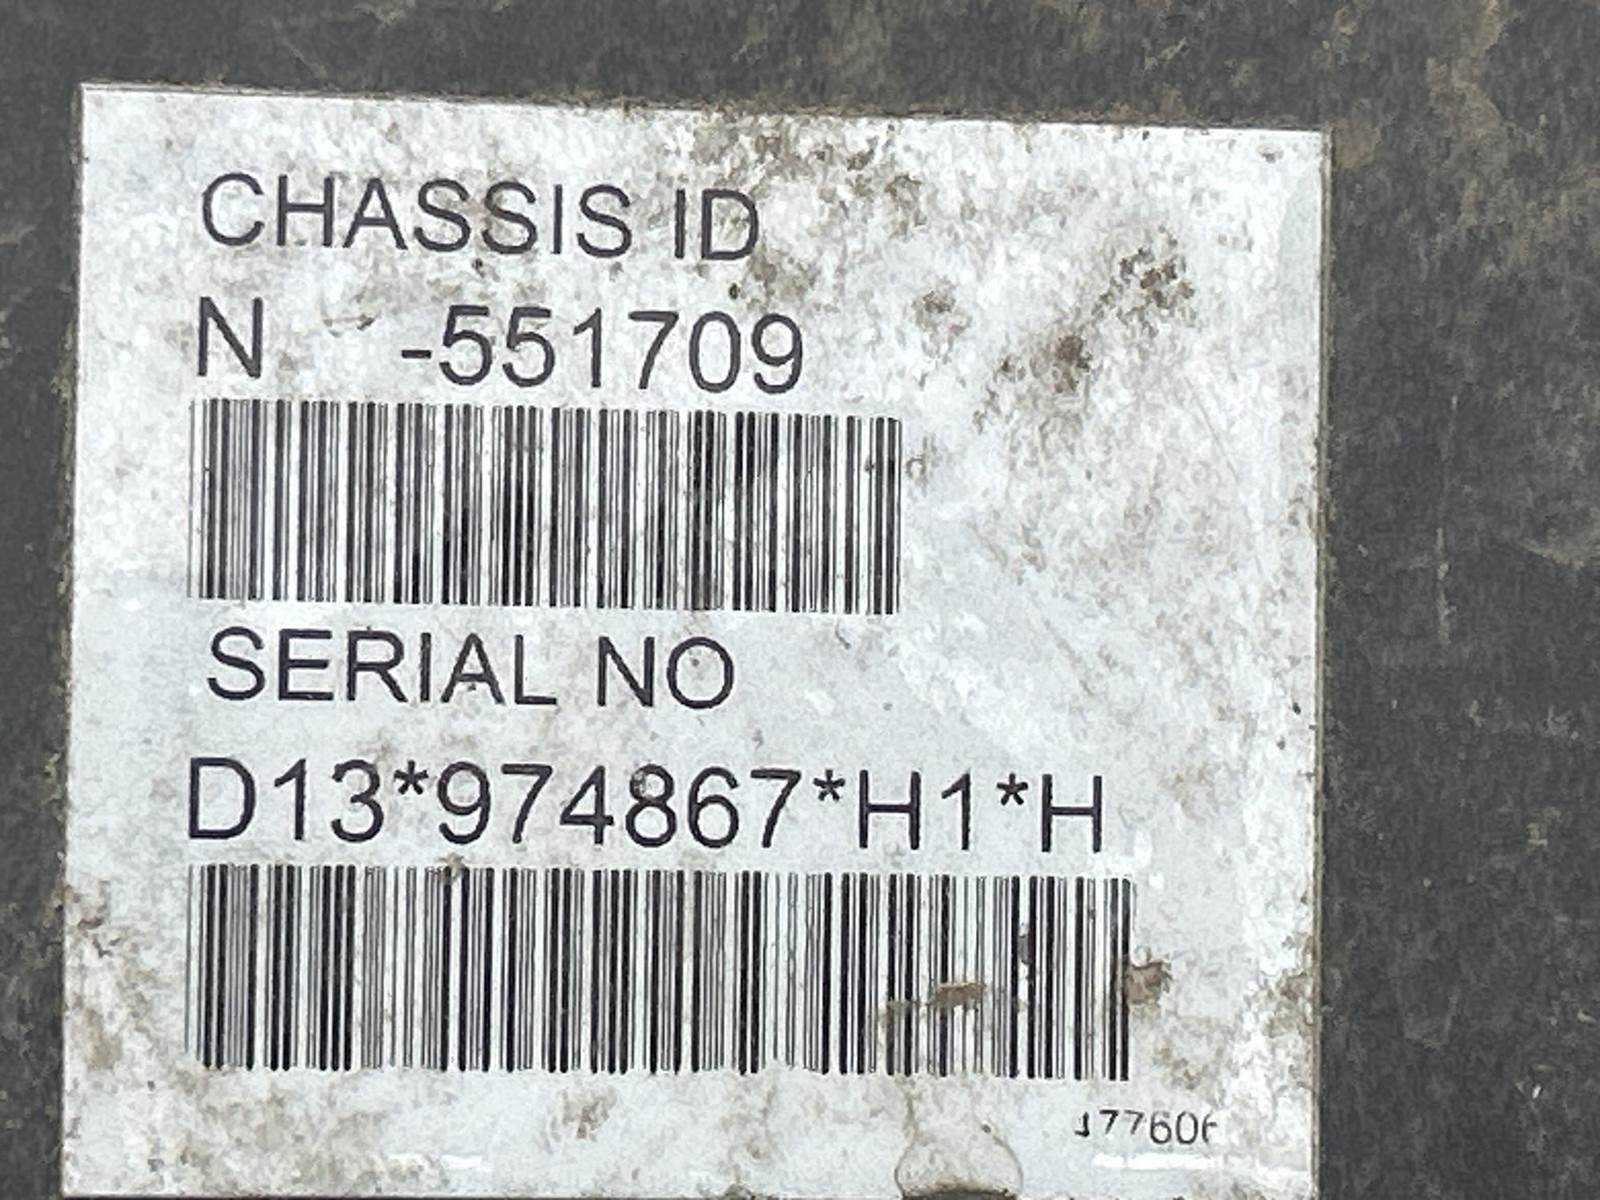 CHASSIS ID
N -551709
SERIAL NO
D13*974867*H1*H